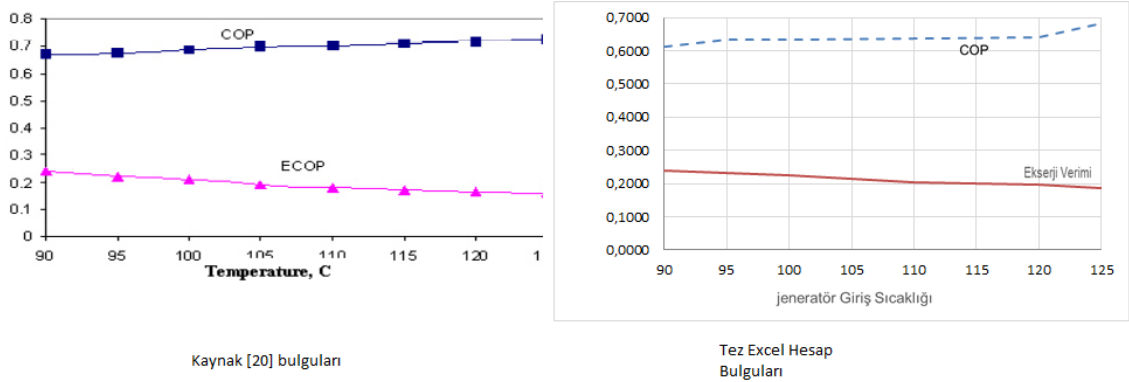 0.8
0.7
0.6
0.5
0.4
0.3
0.2
0.1
0
COP
ECOP
90 95 100 105 110 115 120 1
Temperature, C
Kaynak [20] bulguları
0,7000
0,6000
0,5000
0,4000
0,3000
0,2000
0,1000
0,0000
COP
Ekserji Verimi
90 95 100 105 110 115 120 125
jeneratör Giriş Sıcaklığı
Tez Excel Hesap
Bulguları